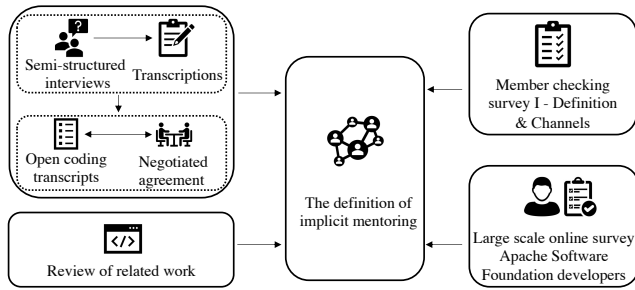 Semi-structured
interviews
Transcriptions
Open coding
transcripts
Negotiated
agreement
Review of related work
The definition of
implicit mentoring
Member checking
survey I - Definition
& Channels
Large scale online survey
Apache Software
Foundation developers